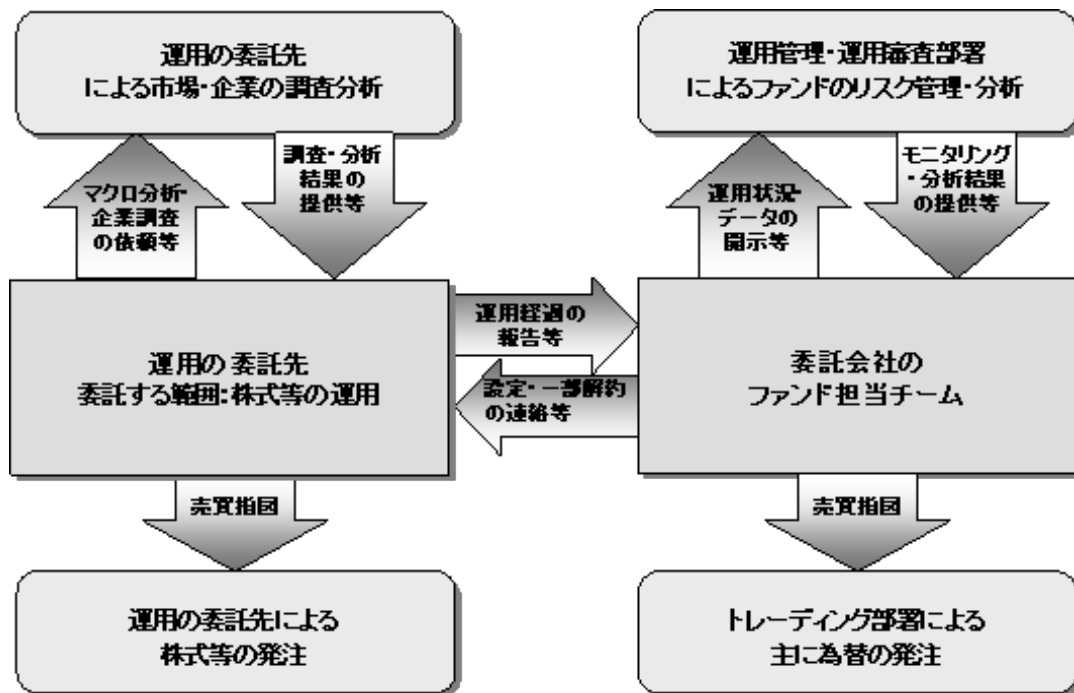 運用の委託先
による市場・企業の調査分析
運用管理・運用審査部署
によるファンドのリスク管理・分析
マクロ分析・
企業調査
の依頼等
調査・分析
結果の
提供等
運用状況・
データの
開示等
モニタリング
・分析結果
の提供等
運用の委託先
委託する範囲:株式等の運用
運用経過の
報告等
設定・一部解約
の連絡等
委託会社の
ファンド担当チーム
売買指図
売買指図
運用の委託先による
株式等の発注
トレーディング部署による
主に為替の発注